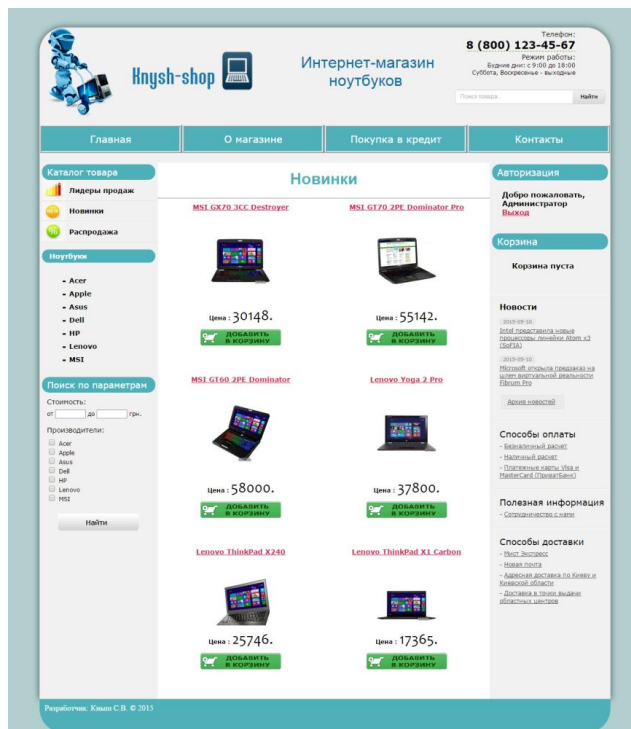 Knysh-shop
Интернет-магазин
ноутбуков
Телефон:
8 (800) 123-45-67
Режим работы:
Будние дни: с 9:00 до 18:00
Суббота, Воскресенье - выходные
Поиск товара...
Найти
Главная
О магазине
Покупка в кредит
Контакты
Каталог товара
Лидеры продаж
Новинки
Распродажа
Ноутбуки
- Acer
- Apple
- Asus
- Dell
- HP
- Lenovo
- MSI
Поиск по параметрам
Стоимость:
от до грн.
Производители:
Acer
Apple
Asus
Dell
HP
Lenovo
MSI
Найти
Новинки
MSI GX70 3CC Destroyer
Цена : 30148.
ДОБАВИТЬ
В КОРЗИНУ
MSI GT70 2PE Dominator Pro
Цена : 55142.
ДОБАВИТЬ
В КОРЗИНУ
MSI GT60 2PE Dominator
Цена : 58000.
ДОБАВИТЬ
В КОРЗИНУ
Lenovo Yoga 2 Pro
Цена : 37800.
ДОБАВИТЬ
В КОРЗИНУ
Lenovo ThinkPad X240
Цена : 25746.
ДОБАВИТЬ
В КОРЗИНУ
Lenovo ThinkPad X1 Carbon
Цена : 17365.
ДОБАВИТЬ
В КОРЗИНУ
Авторизация
Добро пожаловать,
Администратор
Выход
Корзина
Корзина пуста
Новости
2015-05-10
Intel представила новые
процессоры линейки Atom x3
(SoFIA)
2015-05-10
Microsoft открыла предзаказ на
шлем виртуальной реальности
Fibrum Pro
Архив новостей
Способы оплаты
- Безналичный расчет
- Наличный расчет
- Платежные карты Visa и
MasterCard (ПриватБанк)
Полезная информация
- Сотрудничество с нами
Способы доставки
- Мист Экспресс
- Новая почта
- Адресная доставка по Киеву и
Киевской области
- Доставка в точки выдачи
областных центров
Разработчик: Кныш С.В. © 2015